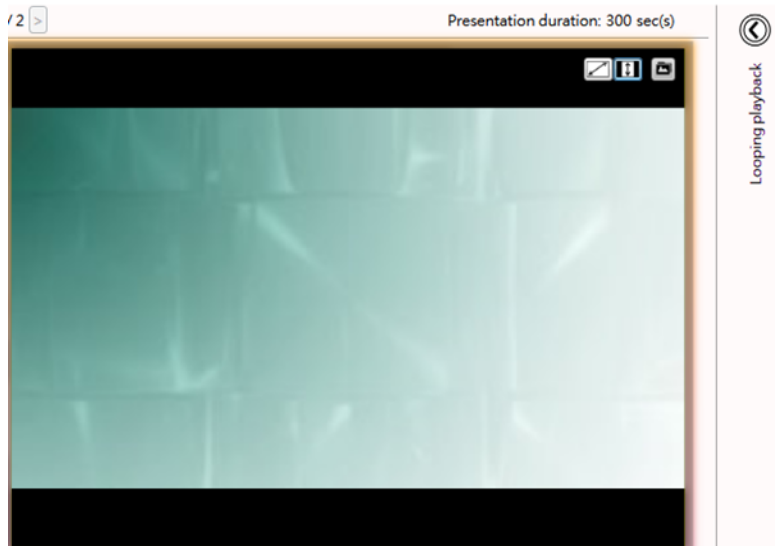 / 2 >
Presentation duration: 300 sec(s)
Looping playback